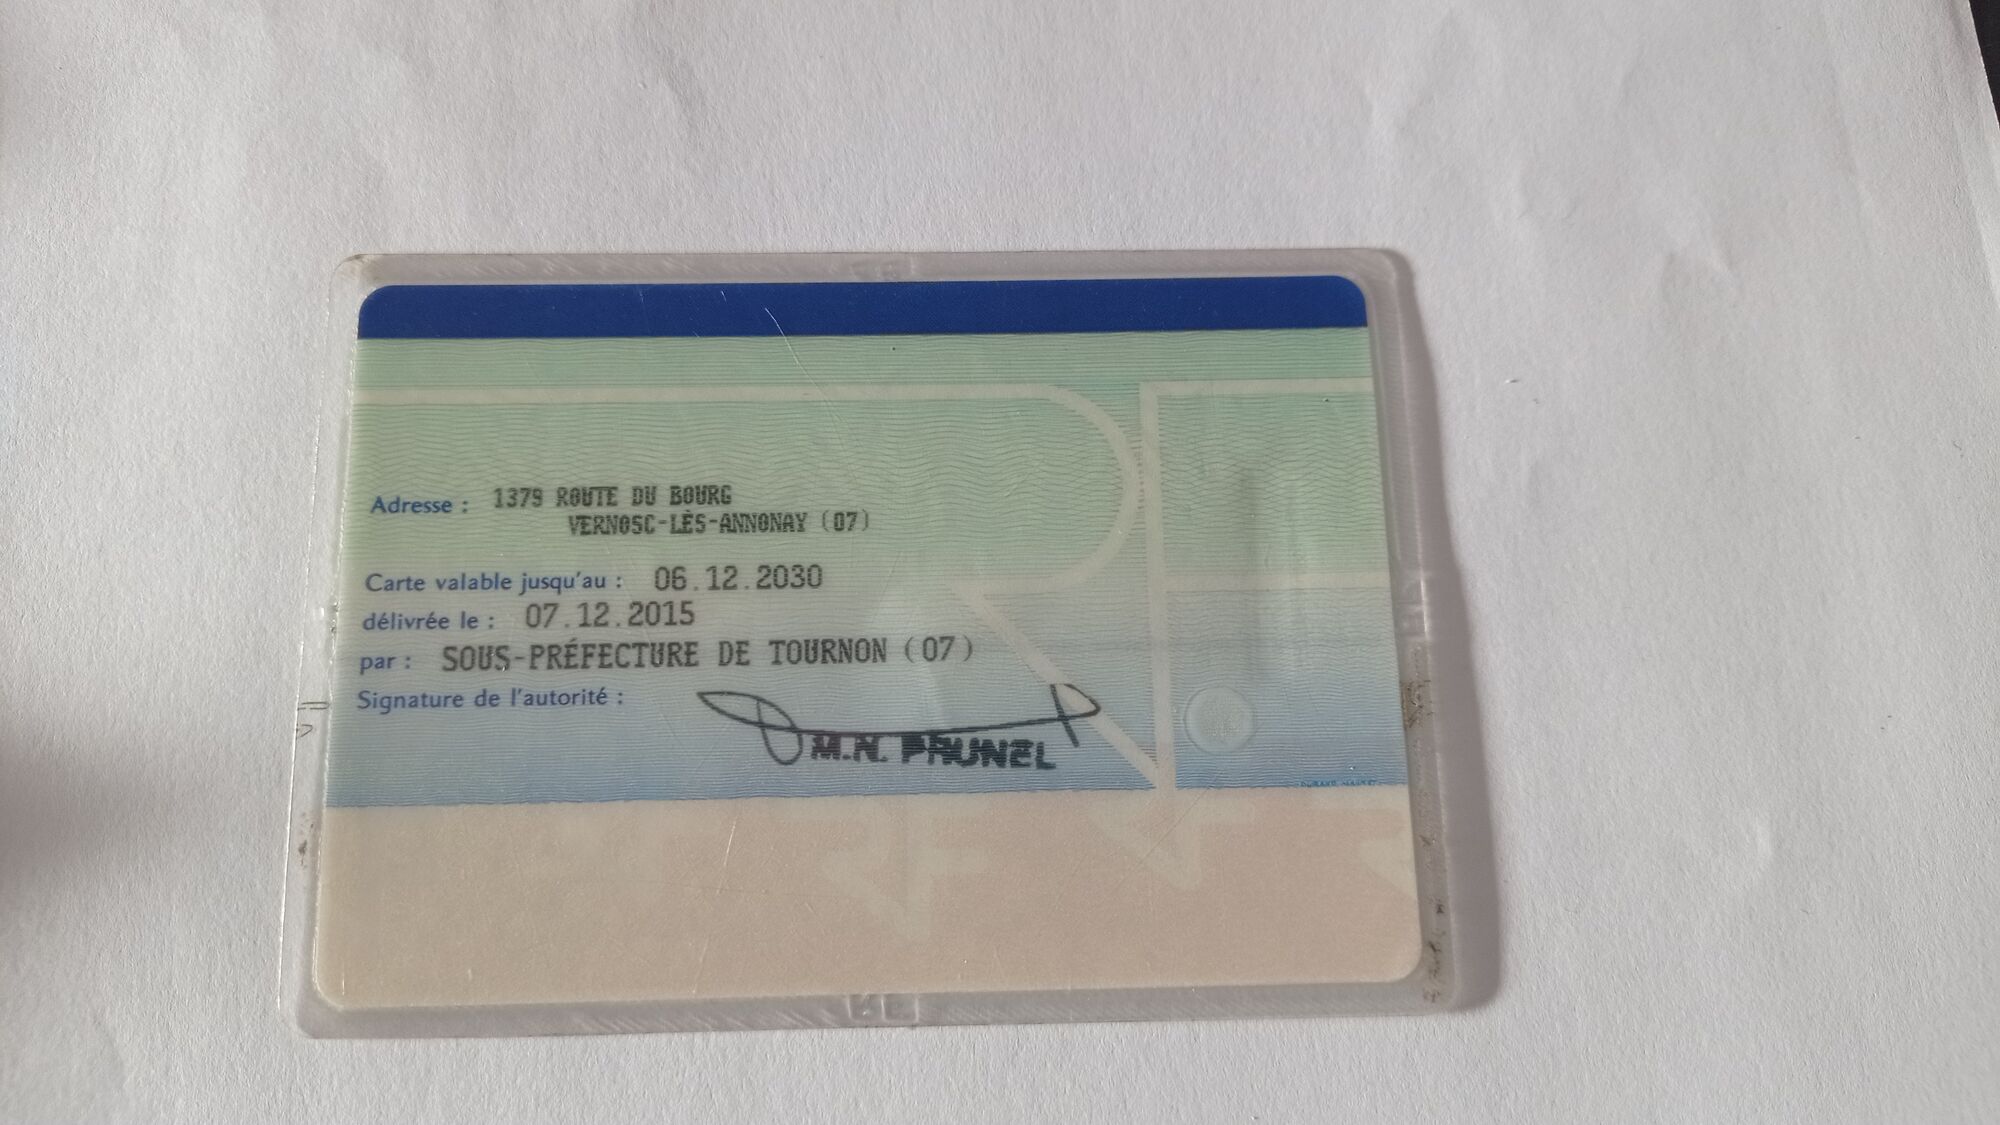 Adresse : 1379 ROUTE DU BOURG
VERNOSC-LÈS-ANNONAY (07)
Carte valable jusqu'au : 06.12.2030
délivrée le : 07.12.2015
par : SOUS-PRÉFECTURE DE TOURNON (07)
Signature de l'autorité :
M.N. PRUNEL